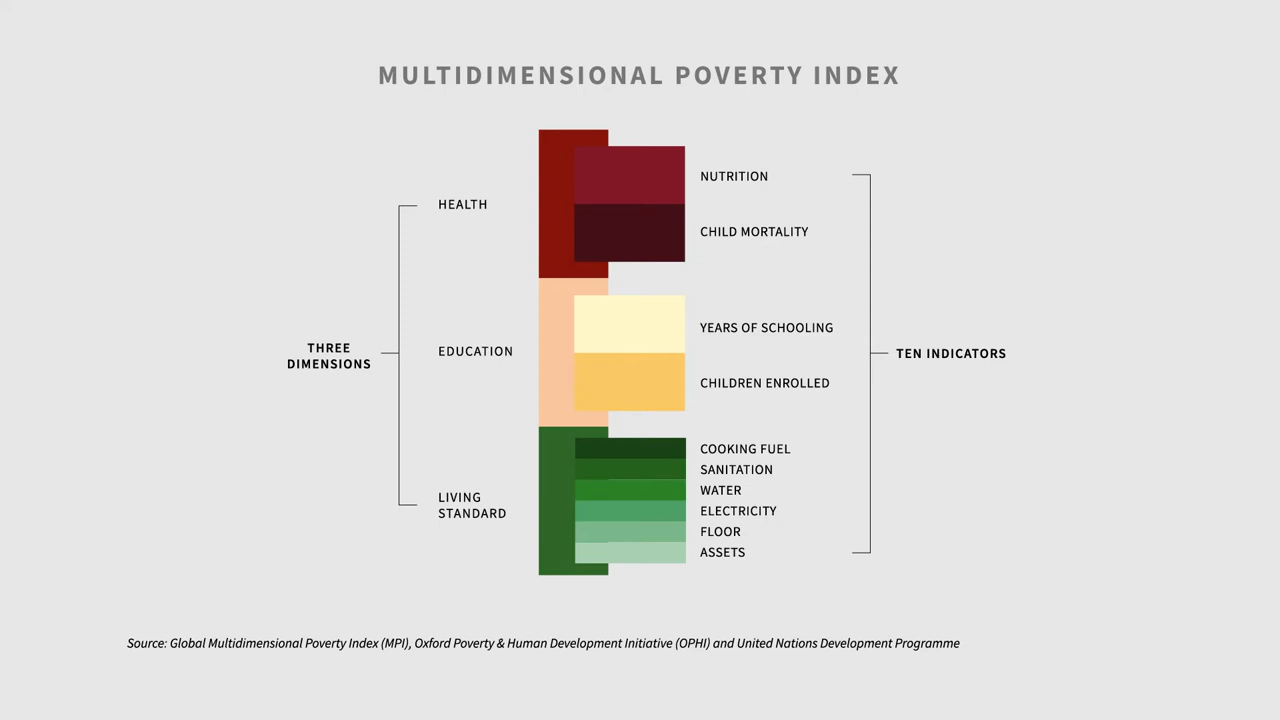 MULTIDIMENSIONAL POVERTY INDEX
THREE
DIMENSIONS
HEALTH
EDUCATION
LIVING
STANDARD
NUTRITION
CHILD MORTALITY
YEARS OF SCHOOLING
CHILDREN ENROLLED
COOKING FUEL
SANITATION
WATER
ELECTRICITY
FLOOR
ASSETS
TEN INDICATORS
Source: Global Multidimensional Poverty Index (MPI), Oxford Poverty & Human Development Initiative (OPHI) and United Nations Development Programme